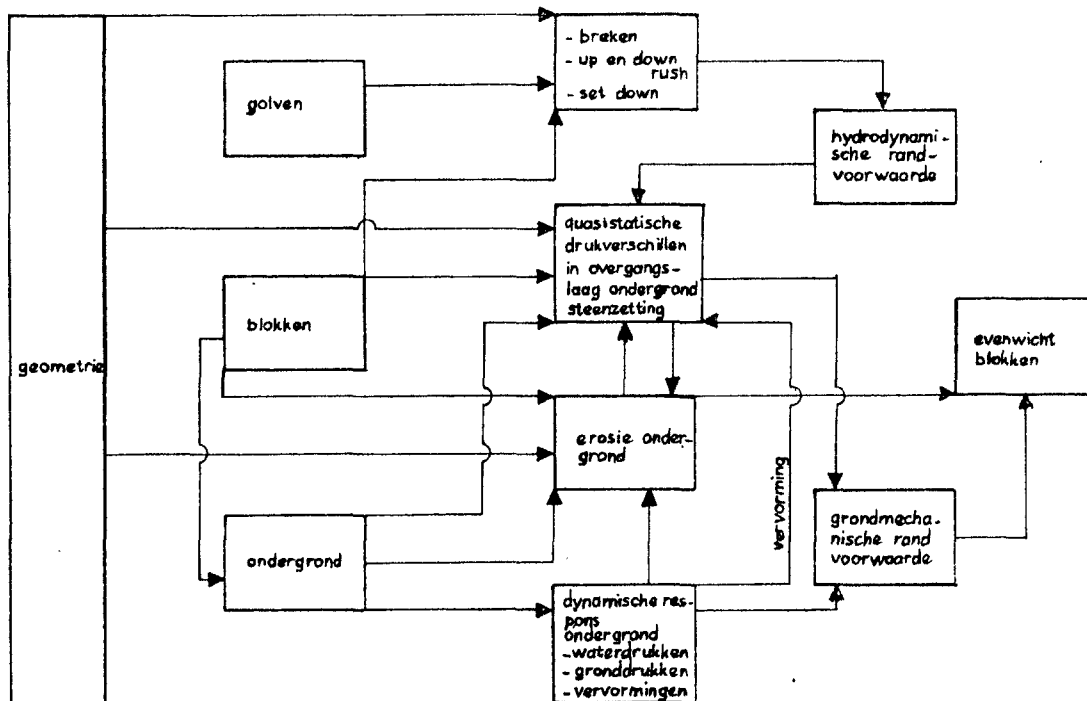 - breken
- up en down
rush
- set down
golven
hydrodynami-
sche rand-
voorwaarde
quasistatische
drukverschillen
in overgangs-
laag ondergrond
steenzetting
blokken
evenwicht
blokken
geometrie
erosie onder-
grond
vervorming
ondergrond
grondmecha-
nische rand
voorwaarde
dynamische res-
pons
ondergrond
-waterdrukken
-gronddrukken
-vervormingen